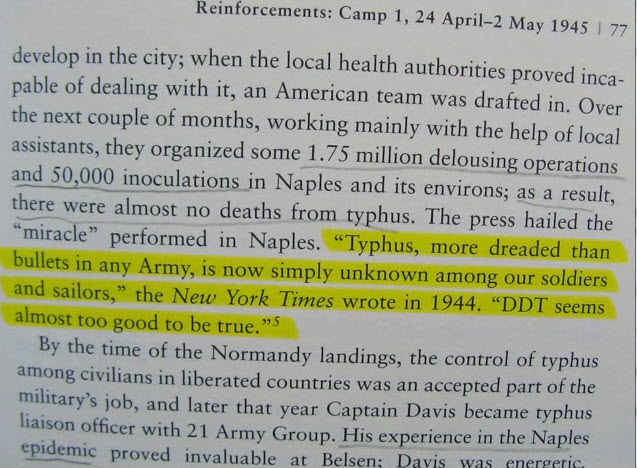 Reinforcements: Camp 1, 24 April–2 May 1945 | 77
develop in the city; when the local health authorities proved inca-
pable of dealing with it, an American team was drafted in. Over
the next couple of months, working mainly with the help of local
assistants, they organized some 1.75 million delousing operations
and 50,000 inoculations in Naples and its environs; as a result,
there were almost no deaths from typhus. The press hailed the
“miracle” performed in Naples. “Typhus, more dreaded than
bullets in any Army, is now simply unknown among our soldiers
and sailors,” the New York Times wrote in 1944. “DDT seems
almost too good to be true.”5
By the time of the Normandy landings, the control of typhus
among civilians in liberated countries was an accepted part of the
military’s job, and later that year Captain Davis became typhus
liaison officer with 21 Army Group. His experience in the Naples
epidemic proved invaluable at Belsen; Davis was energetic,